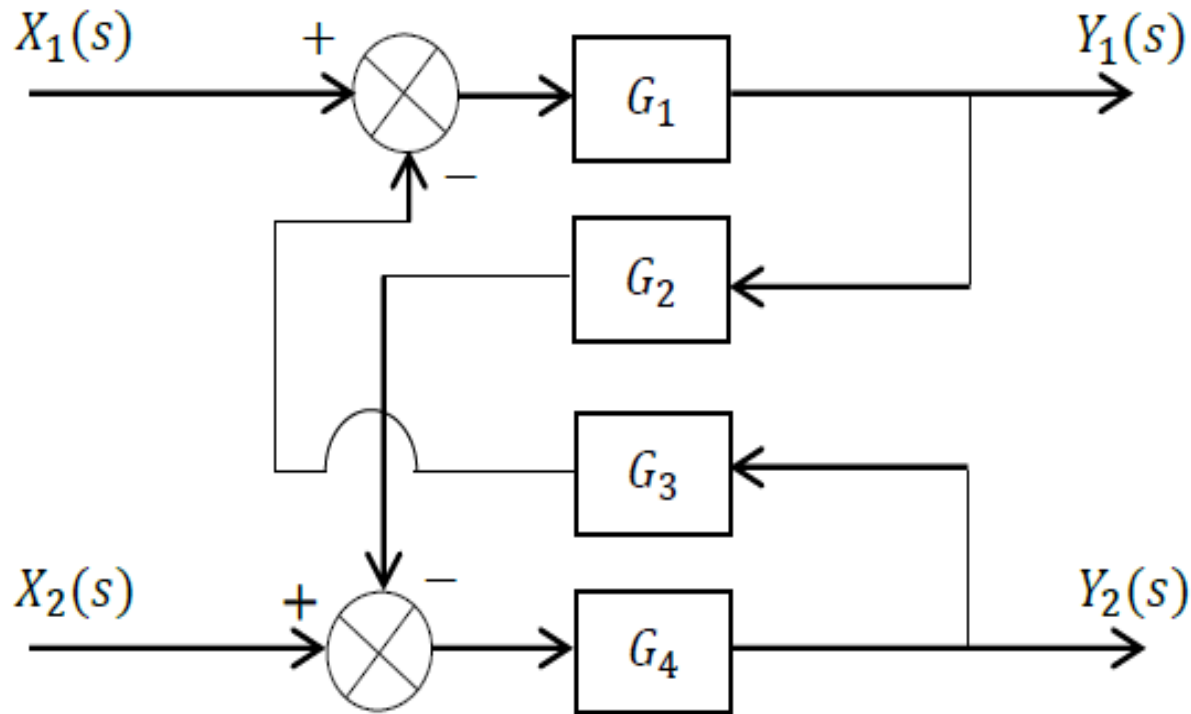 X₁(s) + G₁ Y₁(s)
−
G₂
G₃
X₂(s) + − G₄ Y₂(s)